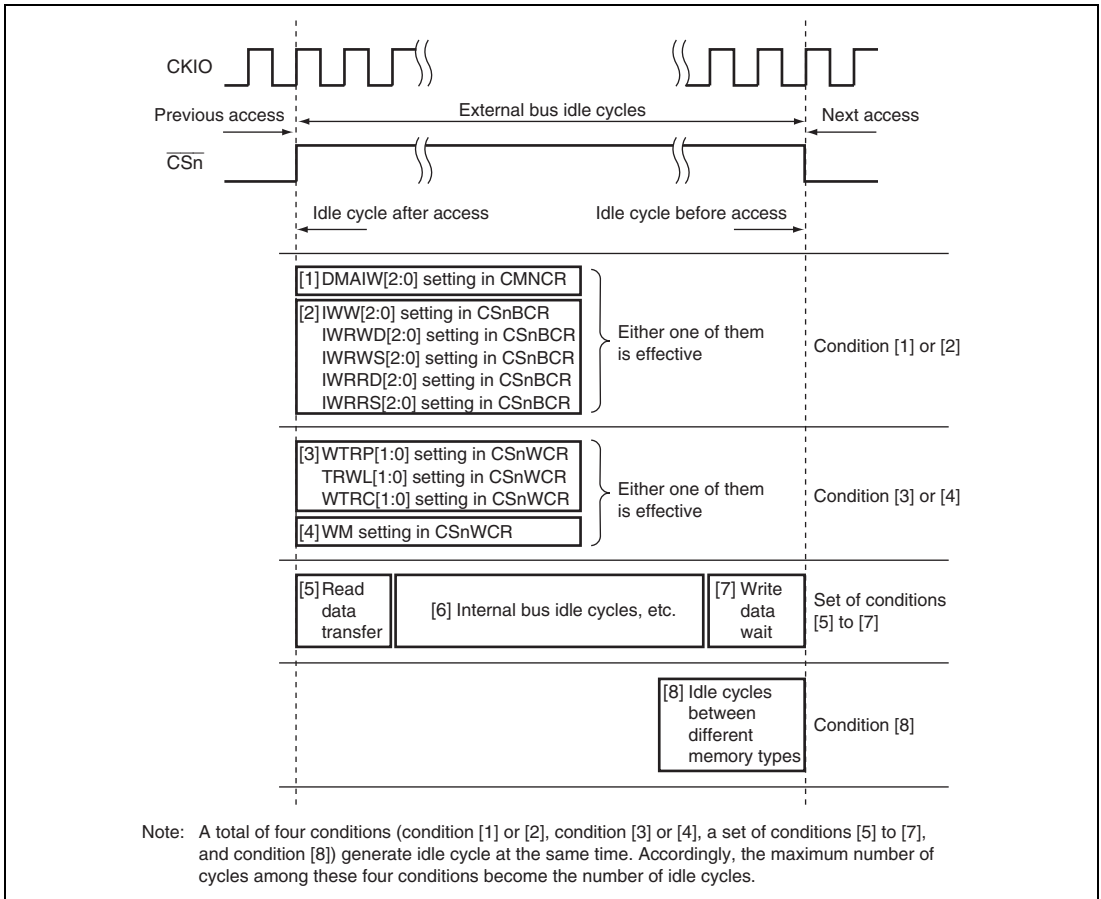 CKIO
Previous access
External bus idle cycles
Next access
CSn
Idle cycle after access
Idle cycle before access
[1] DMAIW[2:0] setting in CMNCR
[2] IWW[2:0] setting in CSnBCR
IWRWD[2:0] setting in CSnBCR
IWRWS[2:0] setting in CSnBCR
IWRRD[2:0] setting in CSnBCR
IWRRS[2:0] setting in CSnBCR
Either one of them
is effective
Condition [1] or [2]
[3] WTRP[1:0] setting in CSnWCR
TRWL[1:0] setting in CSnWCR
WTRC[1:0] setting in CSnWCR
[4] WM setting in CSnWCR
Either one of them
is effective
Condition [3] or [4]
[5] Read
data
transfer
[6] Internal bus idle cycles, etc.
[7] Write
data
wait
Set of conditions
[5] to [7]
[8] Idle cycles
between
different
memory types
Condition [8]
Note: A total of four conditions (condition [1] or [2], condition [3] or [4], a set of conditions [5] to [7],
and condition [8]) generate idle cycle at the same time. Accordingly, the maximum number of
cycles among these four conditions become the number of idle cycles.